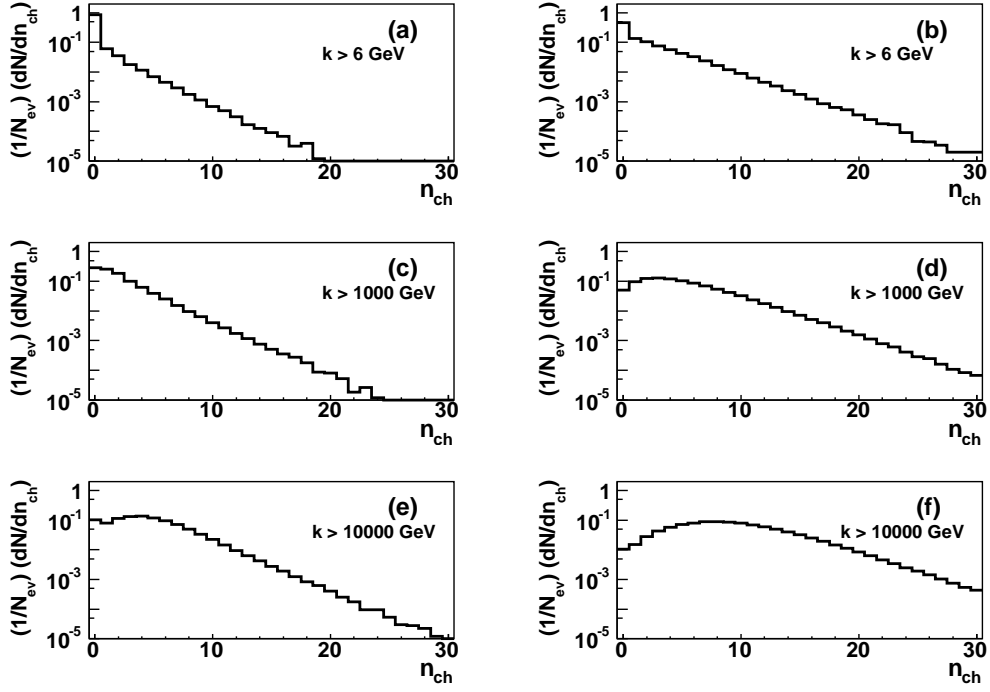 (1/N_ev) (dN/dn_ch)
1
10^-1
10^-3
10^-5
(a)
k > 6 GeV
0 10 20 30
n_ch
(1/N_ev) (dN/dn_ch)
1
10^-1
10^-3
10^-5
(b)
k > 6 GeV
0 10 20 30
n_ch
(1/N_ev) (dN/dn_ch)
1
10^-1
10^-3
10^-5
(c)
k > 1000 GeV
0 10 20 30
n_ch
(1/N_ev) (dN/dn_ch)
1
10^-1
10^-3
10^-5
(d)
k > 1000 GeV
0 10 20 30
n_ch
(1/N_ev) (dN/dn_ch)
1
10^-1
10^-3
10^-5
(e)
k > 10000 GeV
0 10 20 30
n_ch
(1/N_ev) (dN/dn_ch)
1
10^-1
10^-3
10^-5
(f)
k > 10000 GeV
0 10 20 30
n_ch